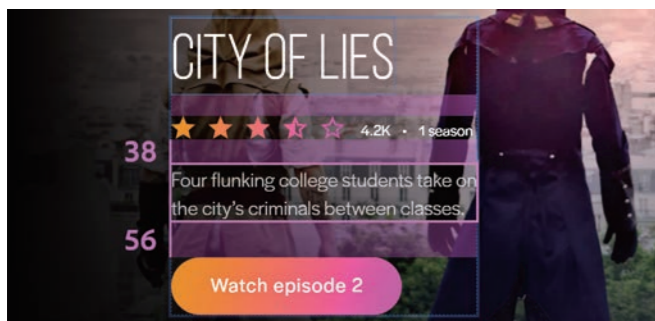 CITY OF LIES
4.2K • 1 season
38
Four flunking college students take on
the city's criminals between classes.
56
Watch episode 2